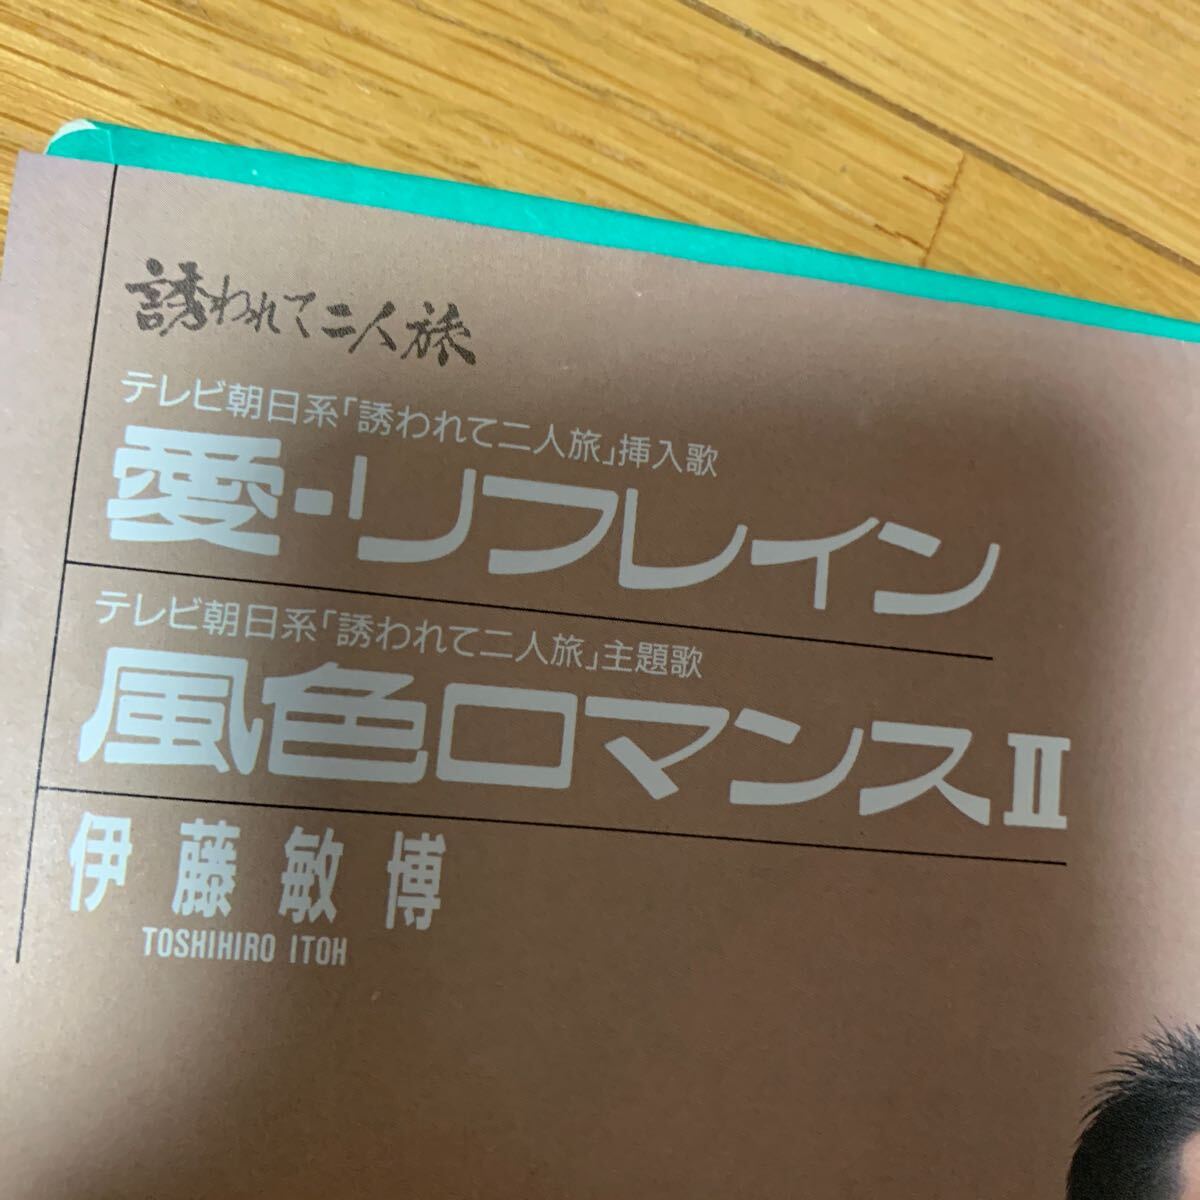 誘われて二人旅
テレビ朝日系「誘われて二人旅」挿入歌
愛・リフレイン
テレビ朝日系「誘われて二人旅」主題歌
風色ロマンスII
伊藤敏博
TOSHIHIRO ITOH